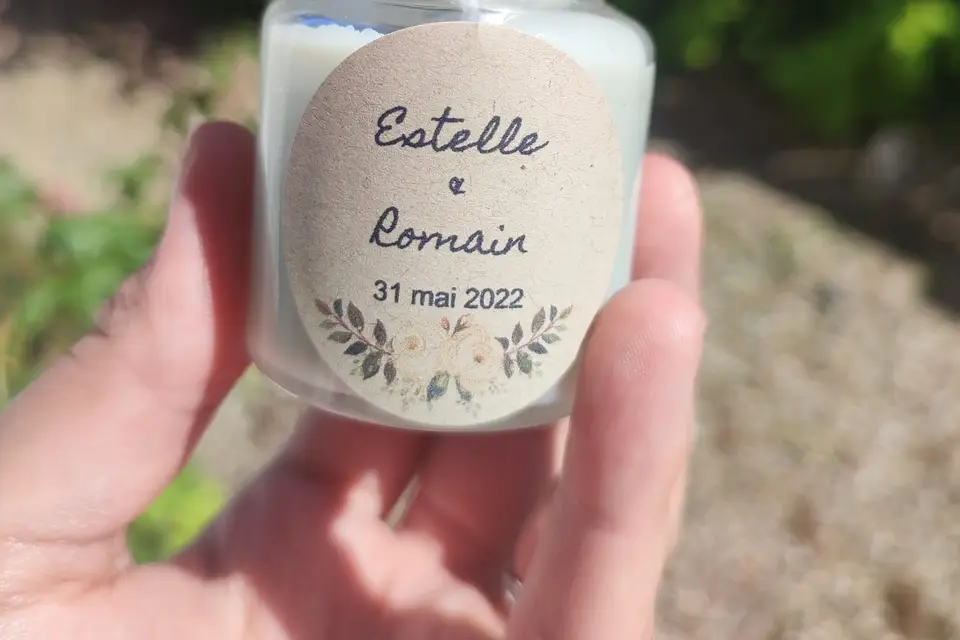 Estelle
&
Romain
31 mai 2022